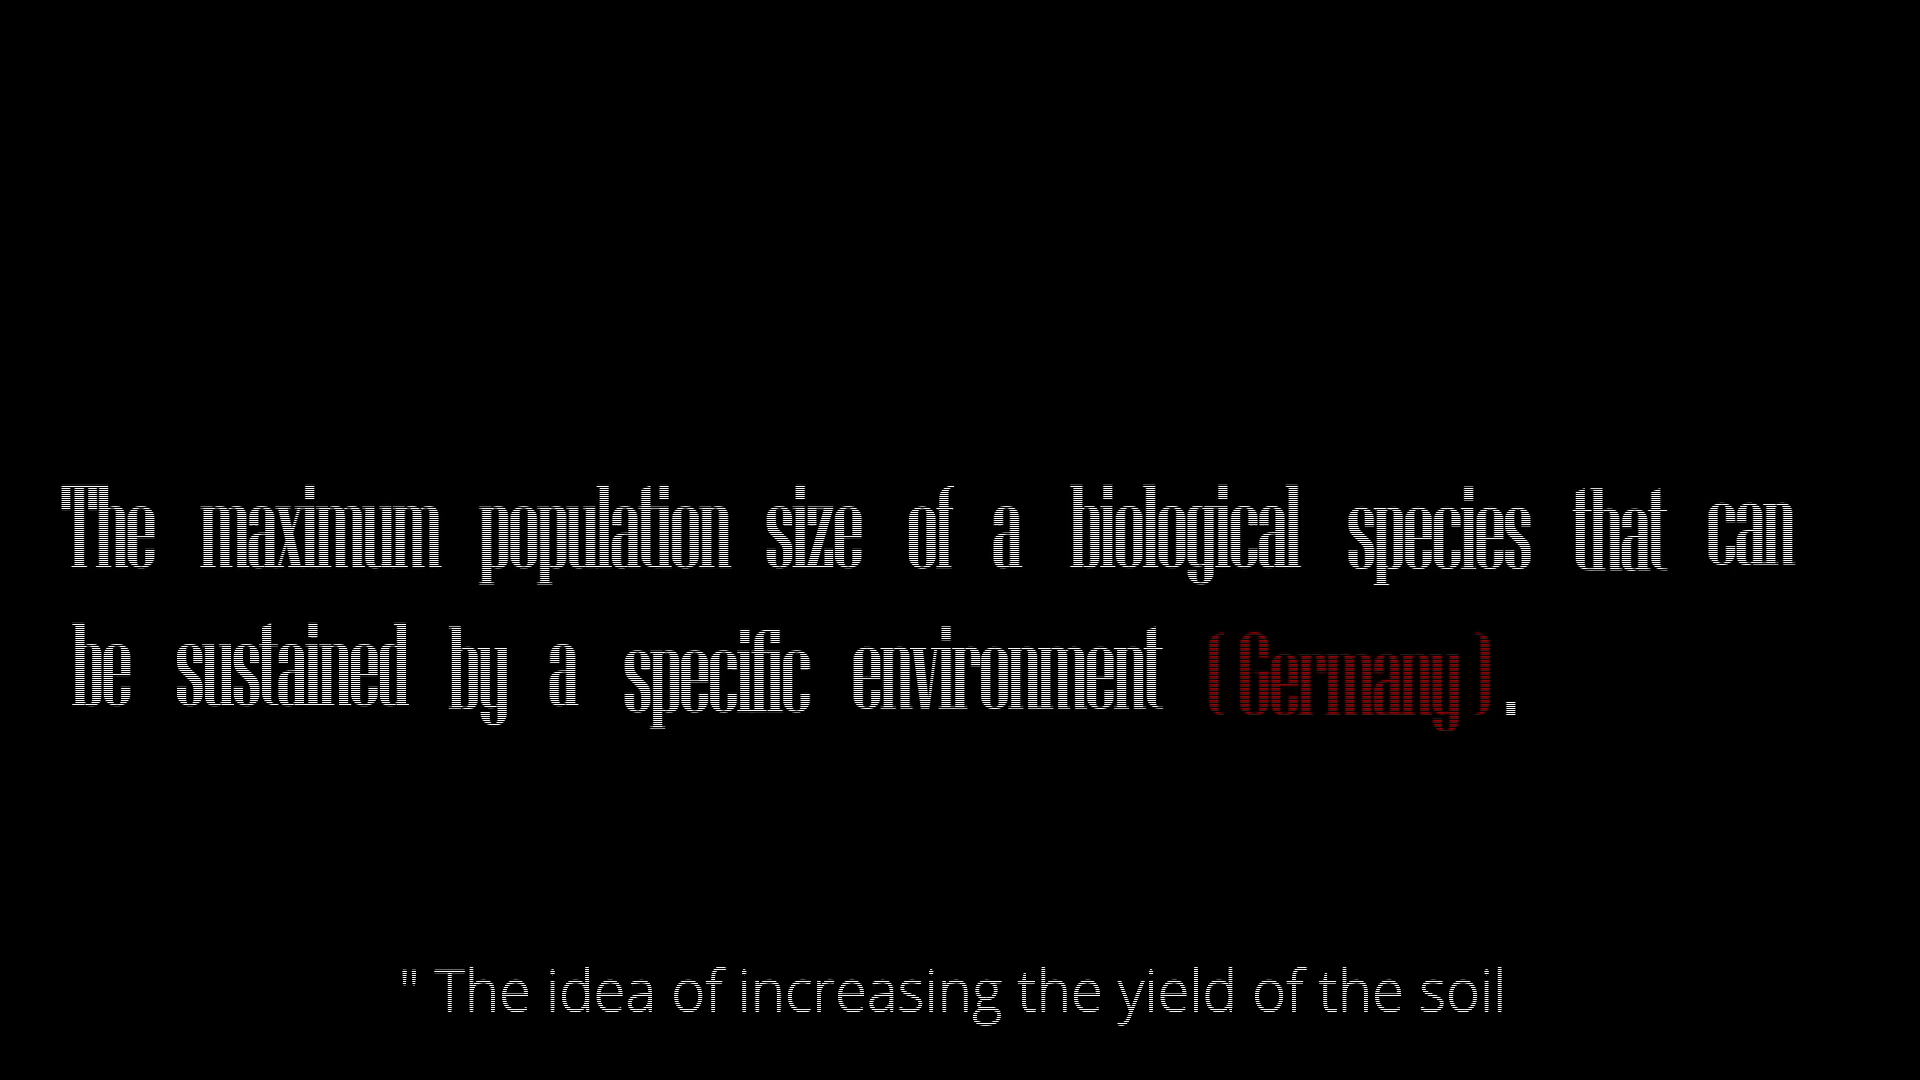 The maximum population size of a biological species that can
be sustained by a specific environment (Germany).
" The idea of increasing the yield of the soil